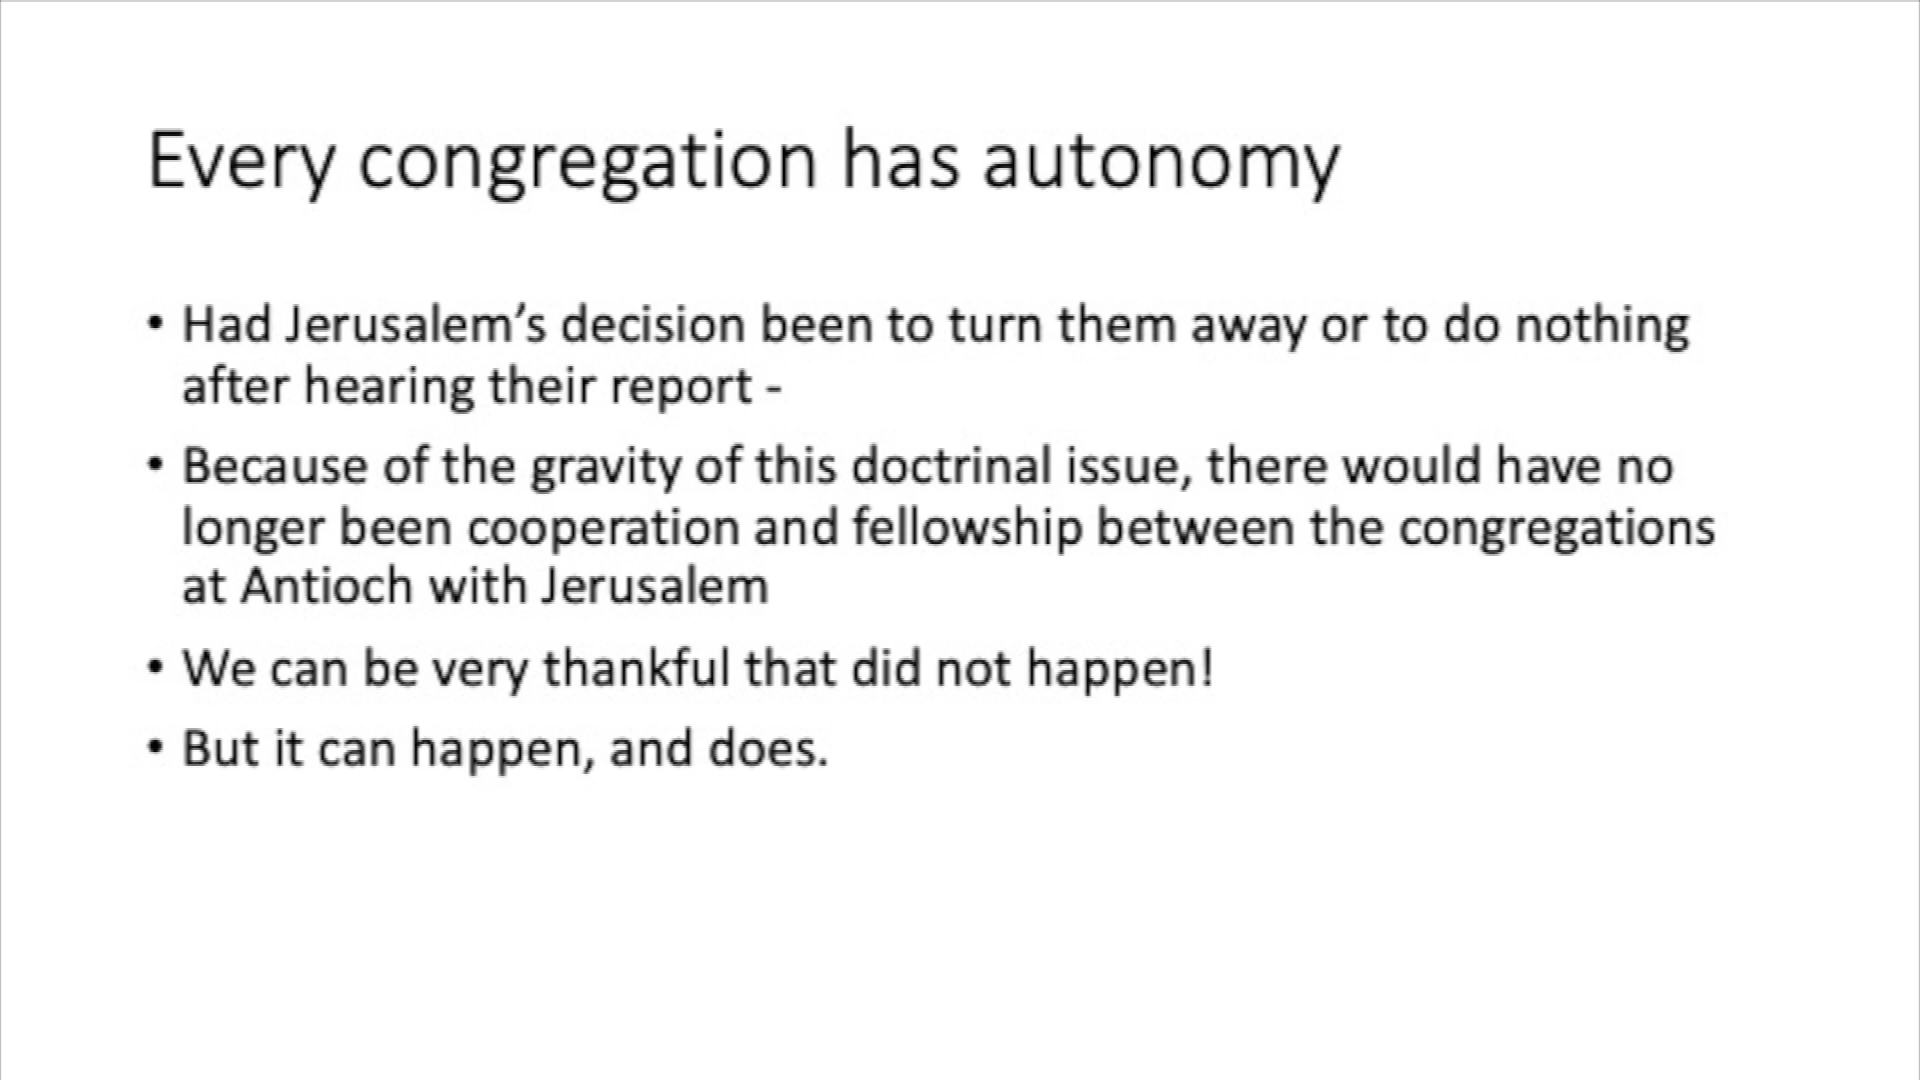 Every congregation has autonomy
• Had Jerusalem’s decision been to turn them away or to do nothing
after hearing their report -
• Because of the gravity of this doctrinal issue, there would have no
longer been cooperation and fellowship between the congregations
at Antioch with Jerusalem
• We can be very thankful that did not happen!
• But it can happen, and does.